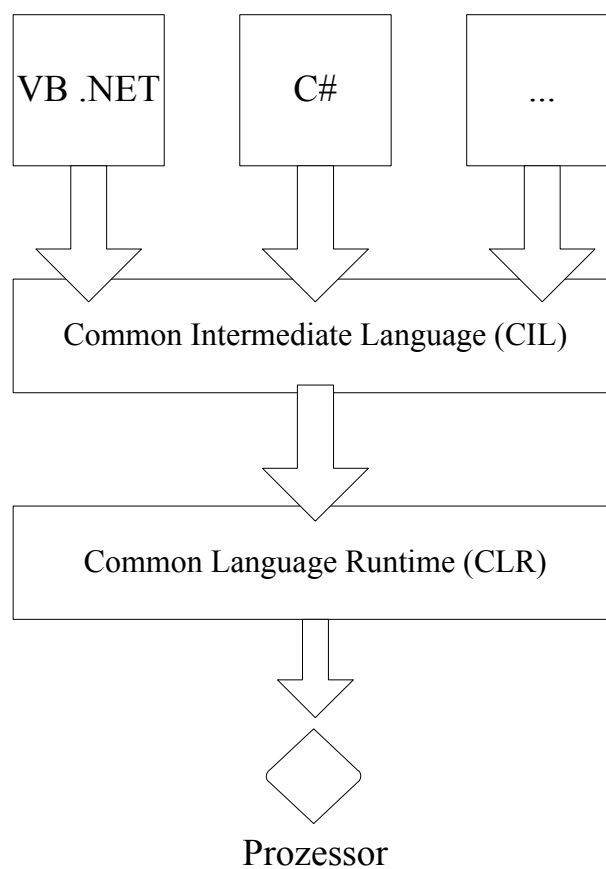 VB .NET
C#
...
Common Intermediate Language (CIL)
Common Language Runtime (CLR)
Prozessor